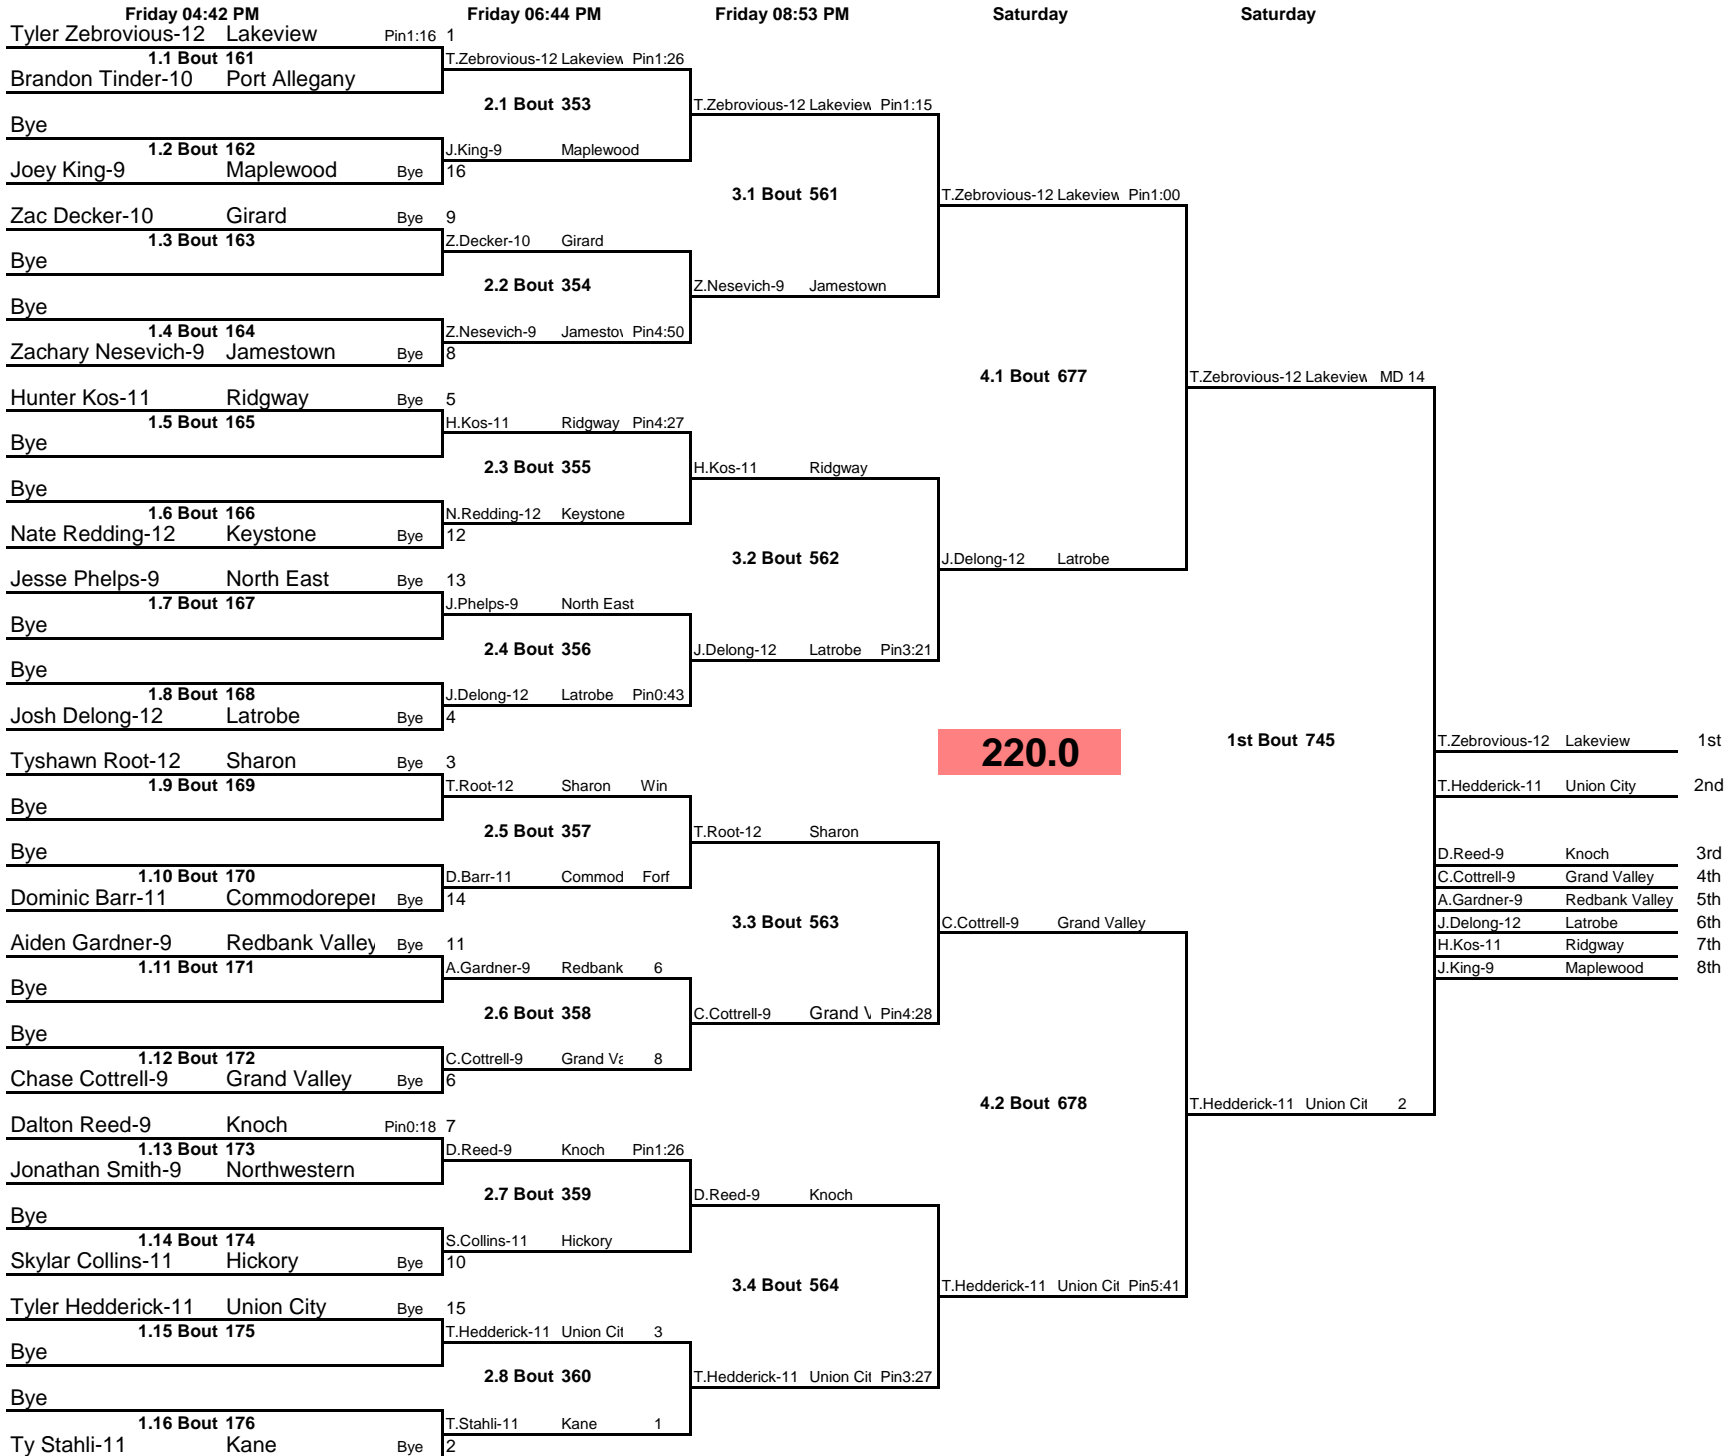 Friday 04:42 PM Friday 06:44 PM Friday 08:53 PM Saturday Saturday
Tyler Zebrovious-12 Lakeview Pin1:16 1
1.1 Bout 161 T.Zebrovious-12 Lakeview Pin1:26
Brandon Tinder-10 Port Allegany
2.1 Bout 353 T.Zebrovious-12 Lakeview Pin1:15
Bye
1.2 Bout 162 J.King-9 Maplewood
Joey King-9 Maplewood Bye 16
3.1 Bout 561 T.Zebrovious-12 Lakeview Pin1:00
Zac Decker-10 Girard Bye 9
1.3 Bout 163 Z.Decker-10 Girard
Bye
2.2 Bout 354 Z.Nesevich-9 Jamestown
Bye
1.4 Bout 164 Z.Nesevich-9 Jamestov Pin4:50
Zachary Nesevich-9 Jamestown Bye 8
4.1 Bout 677 T.Zebrovious-12 Lakeview MD 14
Hunter Kos-11 Ridgway Bye 5
1.5 Bout 165 H.Kos-11 Ridgway Pin4:27
Bye
2.3 Bout 355 H.Kos-11 Ridgway
Bye
1.6 Bout 166 N.Redding-12 Keystone
Nate Redding-12 Keystone Bye 12
3.2 Bout 562 J.Delong-12 Latrobe
Jesse Phelps-9 North East Bye 13
1.7 Bout 167 J.Phelps-9 North East
Bye
2.4 Bout 356 J.Delong-12 Latrobe Pin3:21
Bye
1.8 Bout 168 J.Delong-12 Latrobe Pin0:43
Josh Delong-12 Latrobe Bye 4
220.0 1st Bout 745 T.Zebrovious-12 Lakeview 1st
Tyshawn Root-12 Sharon Bye 3
1.9 Bout 169 T.Root-12 Sharon Win T.Hedderick-11 Union City 2nd
Bye
2.5 Bout 357 T.Root-12 Sharon
Bye D.Reed-9 Knoch 3rd
1.10 Bout 170 D.Barr-11 Commod Forf C.Cottrell-9 Grand Valley 4th
Dominic Barr-11 Commodoreper Bye 14 A.Gardner-9 Redbank Valley 5th
3.3 Bout 563 C.Cottrell-9 Grand Valley J.Delong-12 Latrobe 6th
Aiden Gardner-9 Redbank Valley Bye 11 H.Kos-11 Ridgway 7th
1.11 Bout 171 A.Gardner-9 Redbank 6 J.King-9 Maplewood 8th
Bye
2.6 Bout 358 C.Cottrell-9 Grand V Pin4:28
Bye
1.12 Bout 172 C.Cottrell-9 Grand Va 8
Chase Cottrell-9 Grand Valley Bye 6
4.2 Bout 678 T.Hedderick-11 Union Cit 2
Dalton Reed-9 Knoch Pin0:18 7
1.13 Bout 173 D.Reed-9 Knoch Pin1:26
Jonathan Smith-9 Northwestern
2.7 Bout 359 D.Reed-9 Knoch
Bye
1.14 Bout 174 S.Collins-11 Hickory
Skylar Collins-11 Hickory Bye 10
3.4 Bout 564 T.Hedderick-11 Union Cit Pin5:41
Tyler Hedderick-11 Union City Bye 15
1.15 Bout 175 T.Hedderick-11 Union Cit 3
Bye
2.8 Bout 360 T.Hedderick-11 Union Cit Pin3:27
Bye
1.16 Bout 176 T.Stahli-11 Kane 1
Ty Stahli-11 Kane Bye 2